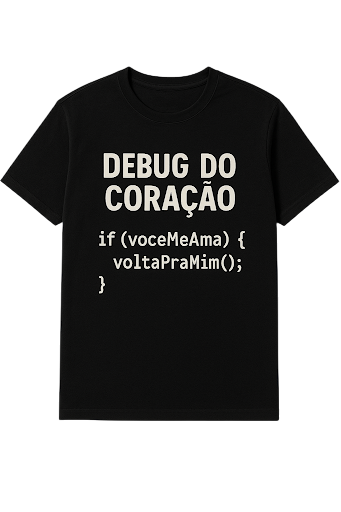 DEBUG DO
CORAÇÃO
if (voceMeAma) {
voltaPraMim();
}